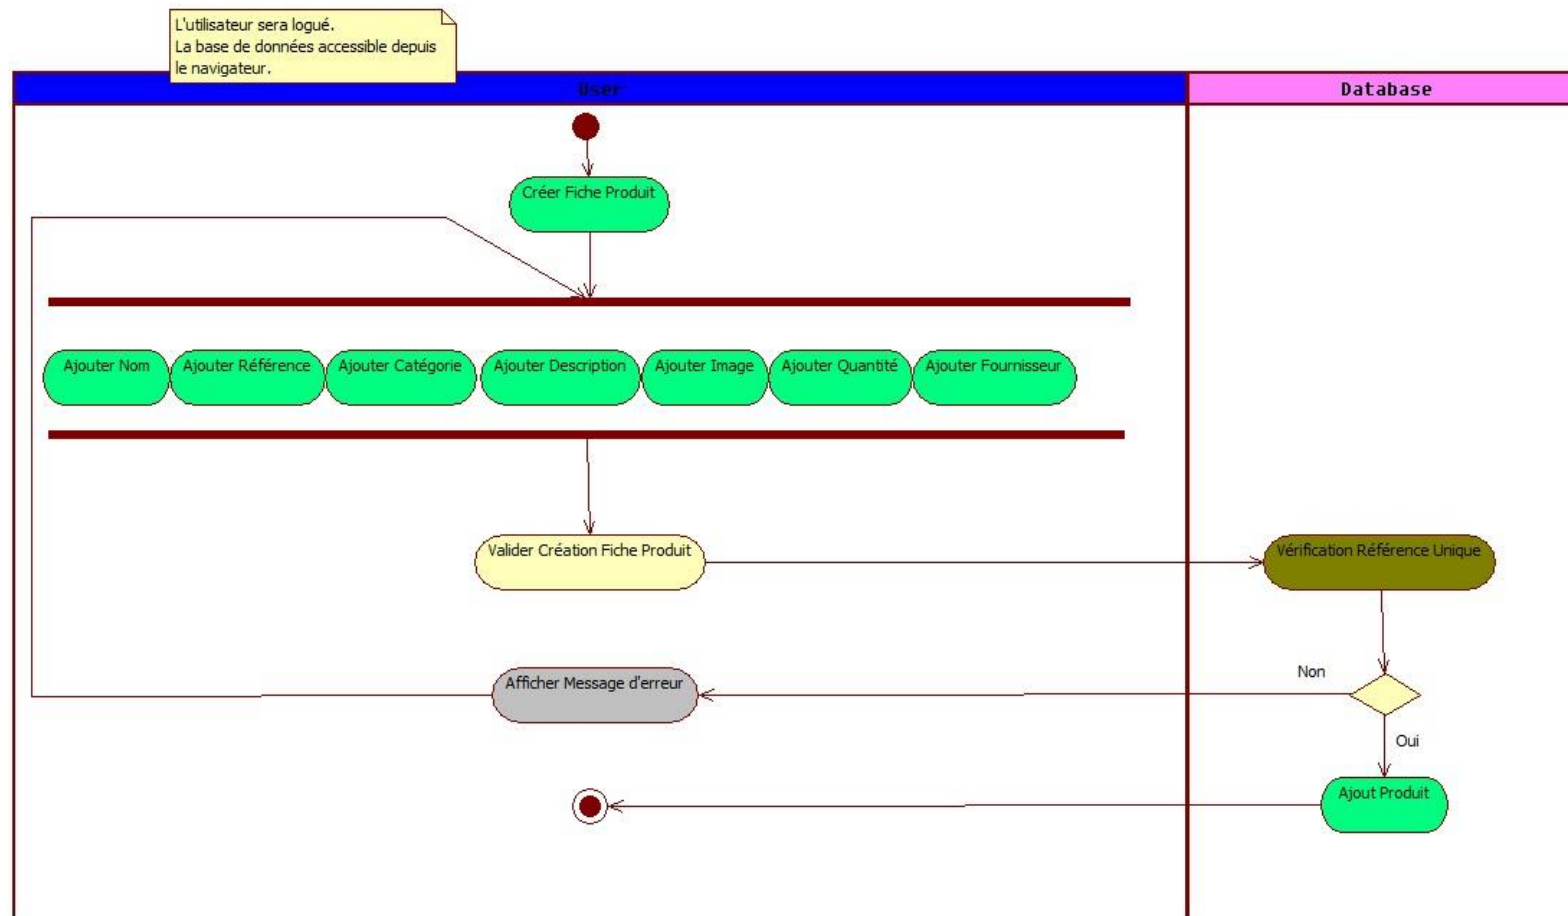 L'utilisateur sera logué.
La base de données accessible depuis
le navigateur.
User
Database
Créer Fiche Produit
Ajouter Nom
Ajouter Référence
Ajouter Catégorie
Ajouter Description
Ajouter Image
Ajouter Quantité
Ajouter Fournisseur
Valider Création Fiche Produit
Vérification Référence Unique
Non
Afficher Message d'erreur
Oui
Ajout Produit